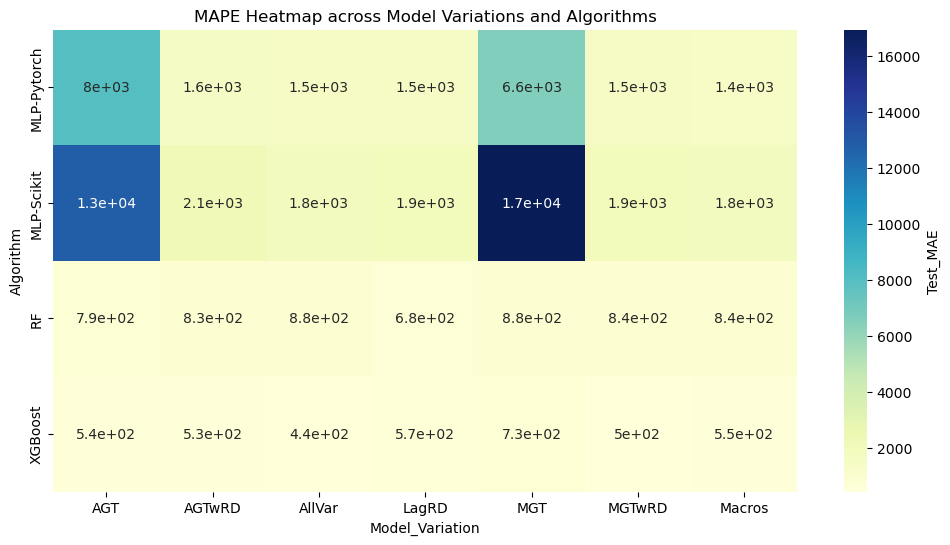 MAPE Heatmap across Model Variations and Algorithms
Algorithm
MLP-Pytorch
8e+03 1.6e+03 1.5e+03 1.5e+03 6.6e+03 1.5e+03 1.4e+03
MLP-Scikit
1.3e+04 2.1e+03 1.8e+03 1.9e+03 1.7e+04 1.9e+03 1.8e+03
RF
7.9e+02 8.3e+02 8.8e+02 6.8e+02 8.8e+02 8.4e+02 8.4e+02
XGBoost
5.4e+02 5.3e+02 4.4e+02 5.7e+02 7.3e+02 5e+02 5.5e+02
AGT AGTwRD AllVar LagRD MGT MGTwRD Macros
Model_Variation
16000
14000
12000
10000
8000
6000
4000
2000
Test_MAE